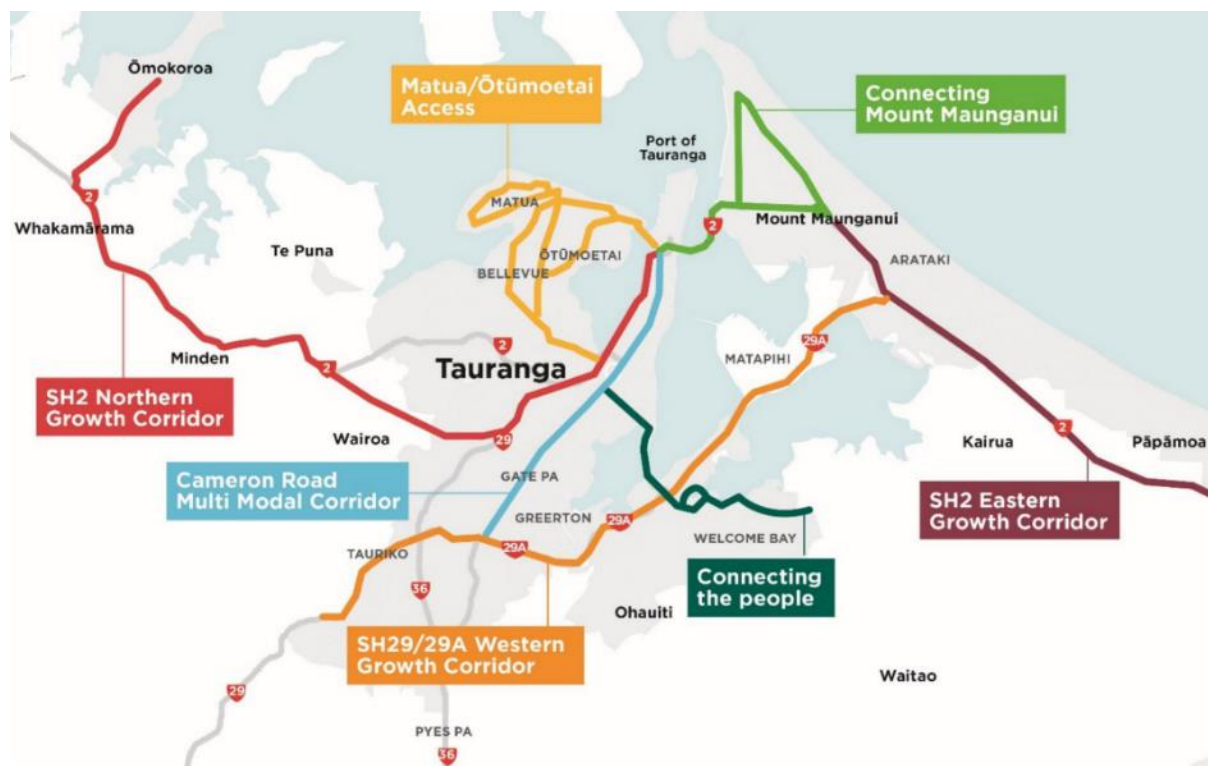 Ōmokoroa
Matua/Ōtūmoetai
Access
Connecting
Mount Maunganui
Port of
Tauranga
2
MATUA
Whakamārama
2
Mount Maunganui
Te Puna
ŌTŪMOETAI
BELLEVUE
ARATAKI
2
29A
Minden
2
Tauranga
MATAPIHI
SH2 Northern
Growth Corridor
2
Wairoa
29
Kairua
Pāpāmoa
Cameron Road
Multi Modal Corridor
GATE PA
SH2 Eastern
Growth Corridor
GREERTON
29A
WELCOME BAY
TAURIKO
29A
Connecting
the people
36
Ohauiti
SH29/29A Western
Growth Corridor
Waitao
29
PYES PA
36